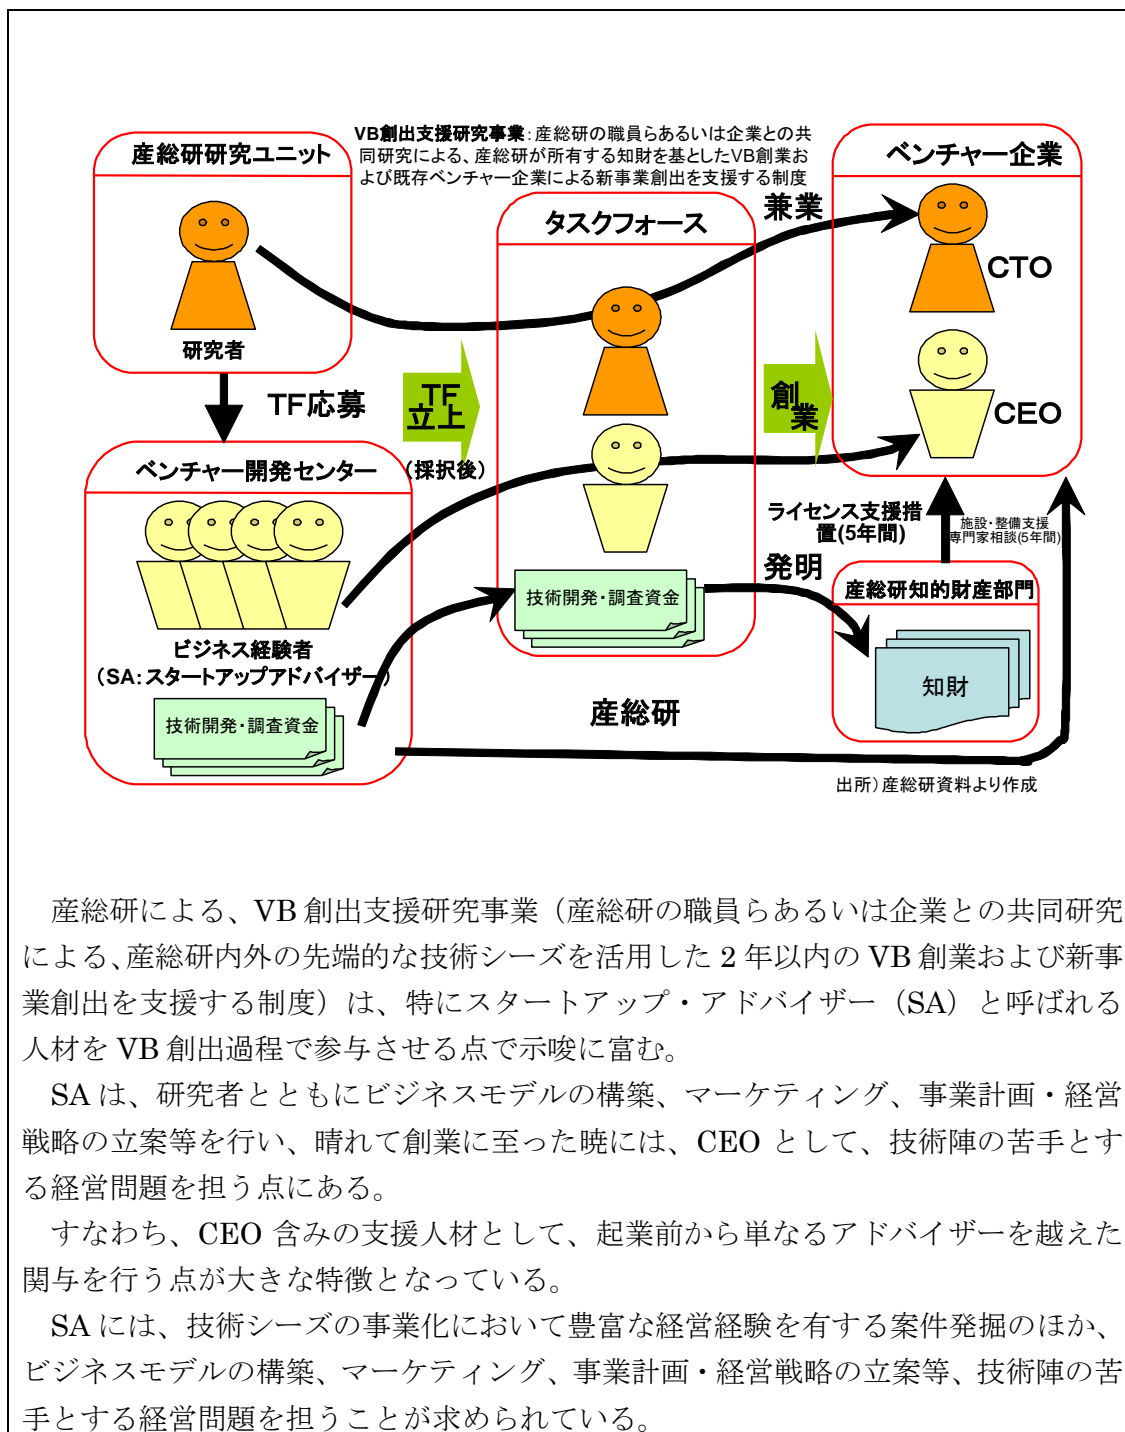 VB創出支援研究事業：産総研の職員らあるいは企業との共
同研究による、産総研が所有する知財を基としたVB創業お
よび既存ベンチャー企業による新事業創出を支援する制度
産総研研究ユニット
研究者
TF応募
ベンチャー開発センター
ビジネス経験者
（SA：スタートアップアドバイザー）
技術開発・調査資金
TF
立上
（採択後）
タスクフォース
技術開発・調査資金
兼業
創
業
ベンチャー企業
CTO
CEO
ライセンス支援措
置(5年間)
施設・整備支援
専門家相談(5年間)
発明
産総研知的財産部門
知財
産総研
出所）産総研資料より作成
産総研による、VB 創出支援研究事業（産総研の職員らあるいは企業との共同研究
による、産総研内外の先端的な技術シーズを活用した 2 年以内の VB 創業および新事
業創出を支援する制度）は、特にスタートアップ・アドバイザー（SA）と呼ばれる
人材を VB 創出過程で参与させる点で示唆に富む。
SA は、研究者とともにビジネスモデルの構築、マーケティング、事業計画・経営
戦略の立案等を行い、晴れて創業に至った暁には、CEO として、技術陣の苦手とす
る経営問題を担う点にある。
すなわち、CEO 含みの支援人材として、起業前から単なるアドバイザーを越えた
関与を行う点が大きな特徴となっている。
SA には、技術シーズの事業化において豊富な経営経験を有する案件発掘のほか、
ビジネスモデルの構築、マーケティング、事業計画・経営戦略の立案等、技術陣の苦
手とする経営問題を担うことが求められている。